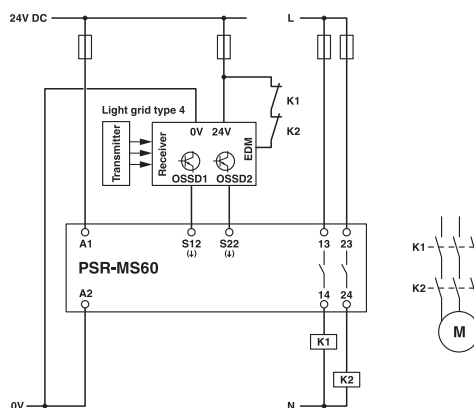 24V DC
L
K1
K2
Light grid type 4
0V 24V
Transmitter
Receiver
EDM
OSSD1 OSSD2
A1 S12 S22 13 23
(↓) (↓)
PSR-MS60
A2 14 24
K1
K2
K1
K2
M
0V
N